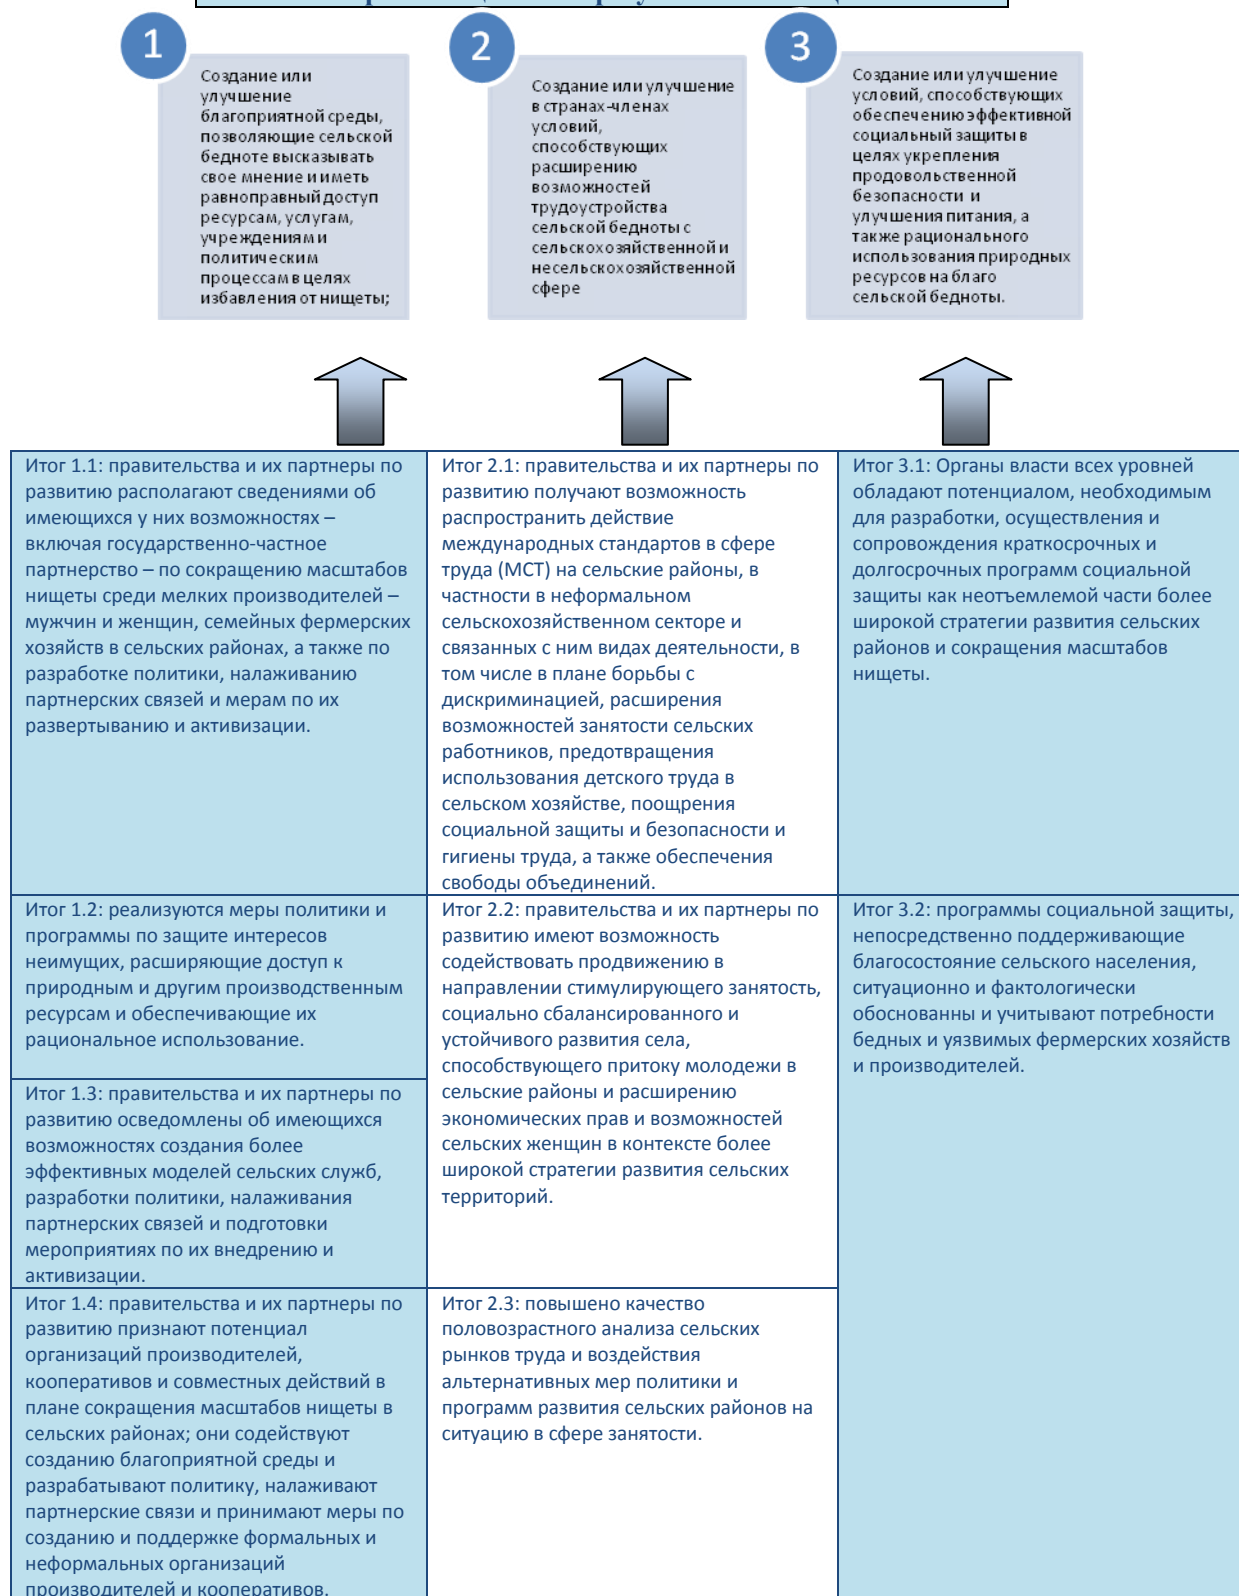 1
Создание или
улучшение
благоприятной среды,
позволяющие сельской
бедноте высказывать
свое мнение и иметь
равноправный доступ
ресурсам, услугам,
учреждениям и
политическим
процессам в целях
избавления от нищеты;
2
Создание или улучшение
в странах-членах
условий,
способствующих
расширению
возможностей
трудоустройства
сельской бедноты с
сельскохозяйственной и
несельскохозяйственной
сфере
3
Создание или улучшение
условий, способствующих
обеспечению эффективной
социальный защиты в
целях укрепления
продовольственной
безопасности и
улучшения питания, а
также рационального
использования природных
ресурсов на благо
сельской бедноты.
Итог 1.1: правительства и их партнеры по
развитию располагают сведениями об
имеющихся у них возможностях –
включая государственно-частное
партнерство – по сокращению масштабов
нищеты среди мелких производителей –
мужчин и женщин, семейных фермерских
хозяйств в сельских районах, а также по
разработке политики, налаживанию
партнерских связей и мерам по их
развертыванию и активизации.
Итог 2.1: правительства и их партнеры по
развитию получают возможность
распространить действие
международных стандартов в сфере
труда (МСТ) на сельские районы, в
частности в неформальном
сельскохозяйственном секторе и
связанных с ним видах деятельности, в
том числе в плане борьбы с
дискриминацией, расширения
возможностей занятости сельских
работников, предотвращения
использования детского труда в
сельском хозяйстве, поощрения
социальной защиты и безопасности и
гигиены труда, а также обеспечения
свободы объединений.
Итог 3.1: Органы власти всех уровней
обладают потенциалом, необходимым
для разработки, осуществления и
сопровождения краткосрочных и
долгосрочных программ социальной
защиты как неотъемлемой части более
широкой стратегии развития сельских
районов и сокращения масштабов
нищеты.
Итог 1.2: реализуются меры политики и
программы по защите интересов
неимущих, расширяющие доступ к
природным и другим производственным
ресурсам и обеспечивающие их
рациональное использование.
Итог 2.2: правительства и их партнеры по
развитию имеют возможность
содействовать продвижению в
направлении стимулирующего занятость,
социально сбалансированного и
устойчивого развития села,
способствующего притоку молодежи в
сельские районы и расширению
экономических прав и возможностей
сельских женщин в контексте более
широкой стратегии развития сельских
территорий.
Итог 3.2: программы социальной защиты,
непосредственно поддерживающие
благосостояние сельского населения,
ситуационно и фактологически
обоснованны и учитывают потребности
бедных и уязвимых фермерских хозяйств
и производителей.
Итог 1.3: правительства и их партнеры по
развитию осведомлены об имеющихся
возможностях создания более
эффективных моделей сельских служб,
разработки политики, налаживания
партнерских связей и подготовки
мероприятиях по их внедрению и
активизации.
Итог 1.4: правительства и их партнеры по
развитию признают потенциал
организаций производителей,
кооперативов и совместных действий в
плане сокращения масштабов нищеты в
сельских районах; они содействуют
созданию благоприятной среды и
разрабатывают политику, налаживают
партнерские связи и принимают меры по
созданию и поддержке формальных и
неформальных организаций
производителей и кооперативов.
Итог 2.3: повышено качество
половозрастного анализа сельских
рынков труда и воздействия
альтернативных мер политики и
программ развития сельских районов на
ситуацию в сфере занятости.